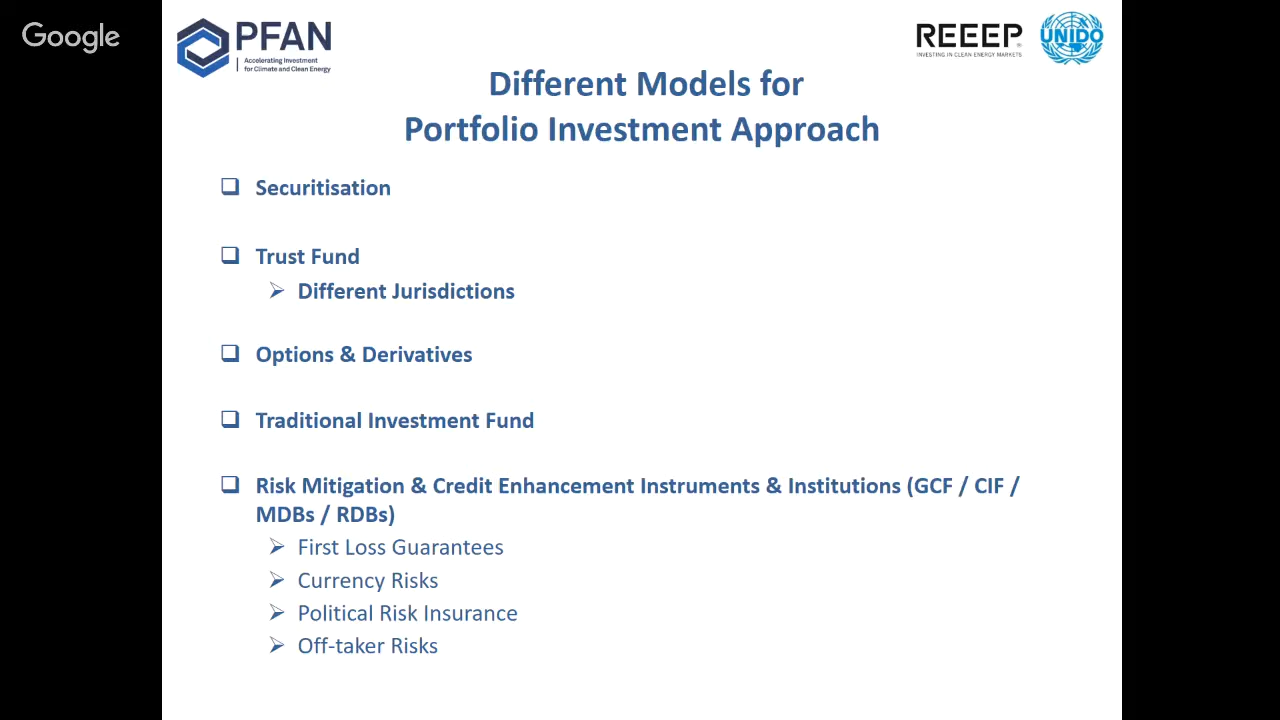 Google
PFAN
Accelerating Investment
for Climate and Clean Energy
REEEP
INVESTING IN CLEAN ENERGY MARKETS
UNIDO
Different Models for
Portfolio Investment Approach
Securitisation
Trust Fund
Different Jurisdictions
Options & Derivatives
Traditional Investment Fund
Risk Mitigation & Credit Enhancement Instruments & Institutions (GCF / CIF /
MDBs / RDBs)
First Loss Guarantees
Currency Risks
Political Risk Insurance
Off-taker Risks